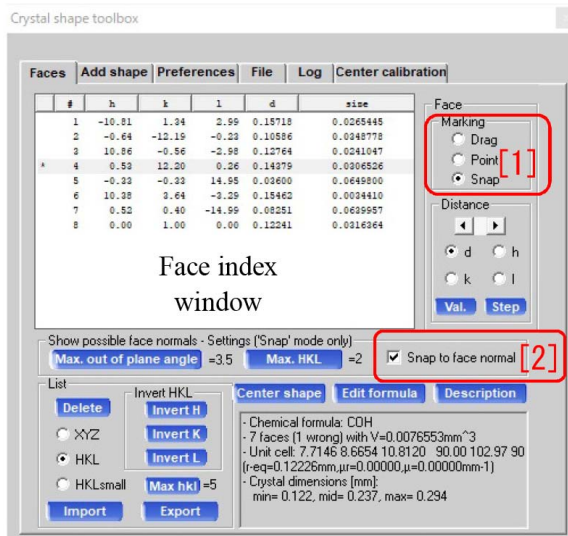 Crystal shape toolbox
Faces Add shape Preferences File Log Center calibration
# h k l d size
1 -10.81 1.34 2.99 0.15718 0.0265445
2 -0.64 -12.19 -0.23 0.10586 0.0348778
3 10.86 -0.56 -2.98 0.12764 0.0241047
* 4 0.53 12.20 0.26 0.14379 0.0306526
5 -0.33 -0.33 14.95 0.03600 0.0649800
6 10.38 3.64 -3.29 0.15462 0.0034410
7 0.52 0.40 -14.99 0.08251 0.0639957
8 0.00 1.00 0.00 0.12241 0.0316364
Face index
window
Face
Marking
Drag
Point
Snap
[1]
Distance
d h
k l
Val. Step
Show possible face normals - Settings ('Snap' mode only)
Max. out of plane angle =3.5 Max. HKL =2 Snap to face normal [2]
List
Delete
XYZ
HKL
HKLsmall
Import Export
Invert HKL
Invert H
Invert K
Invert L
Max hkl =5
Center shape Edit formula Description
- Chemical formula: COH
- 7 faces (1 wrong) with V=0.0076553mm^3
- Unit cell: 7.7146 8.6654 10.8120 90.00 102.97 90
(r-eq=0.12226mm,μr=0.00000,μ=0.00000mm-1)
- Crystal dimensions [mm]:
min= 0.122, mid= 0.237, max= 0.294